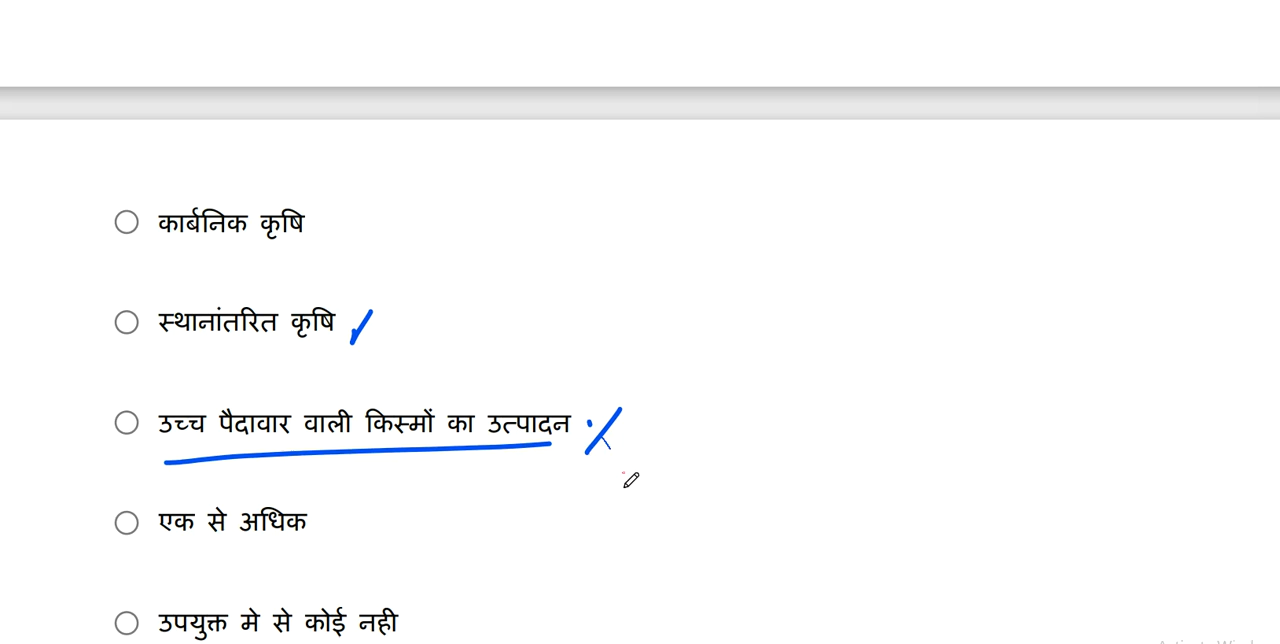 कार्बनिक कृषि
स्थानांतरित कृषि
उच्च पैदावार वाली किस्मों का उत्पादन
एक से अधिक
उपयुक्त मे से कोई नही